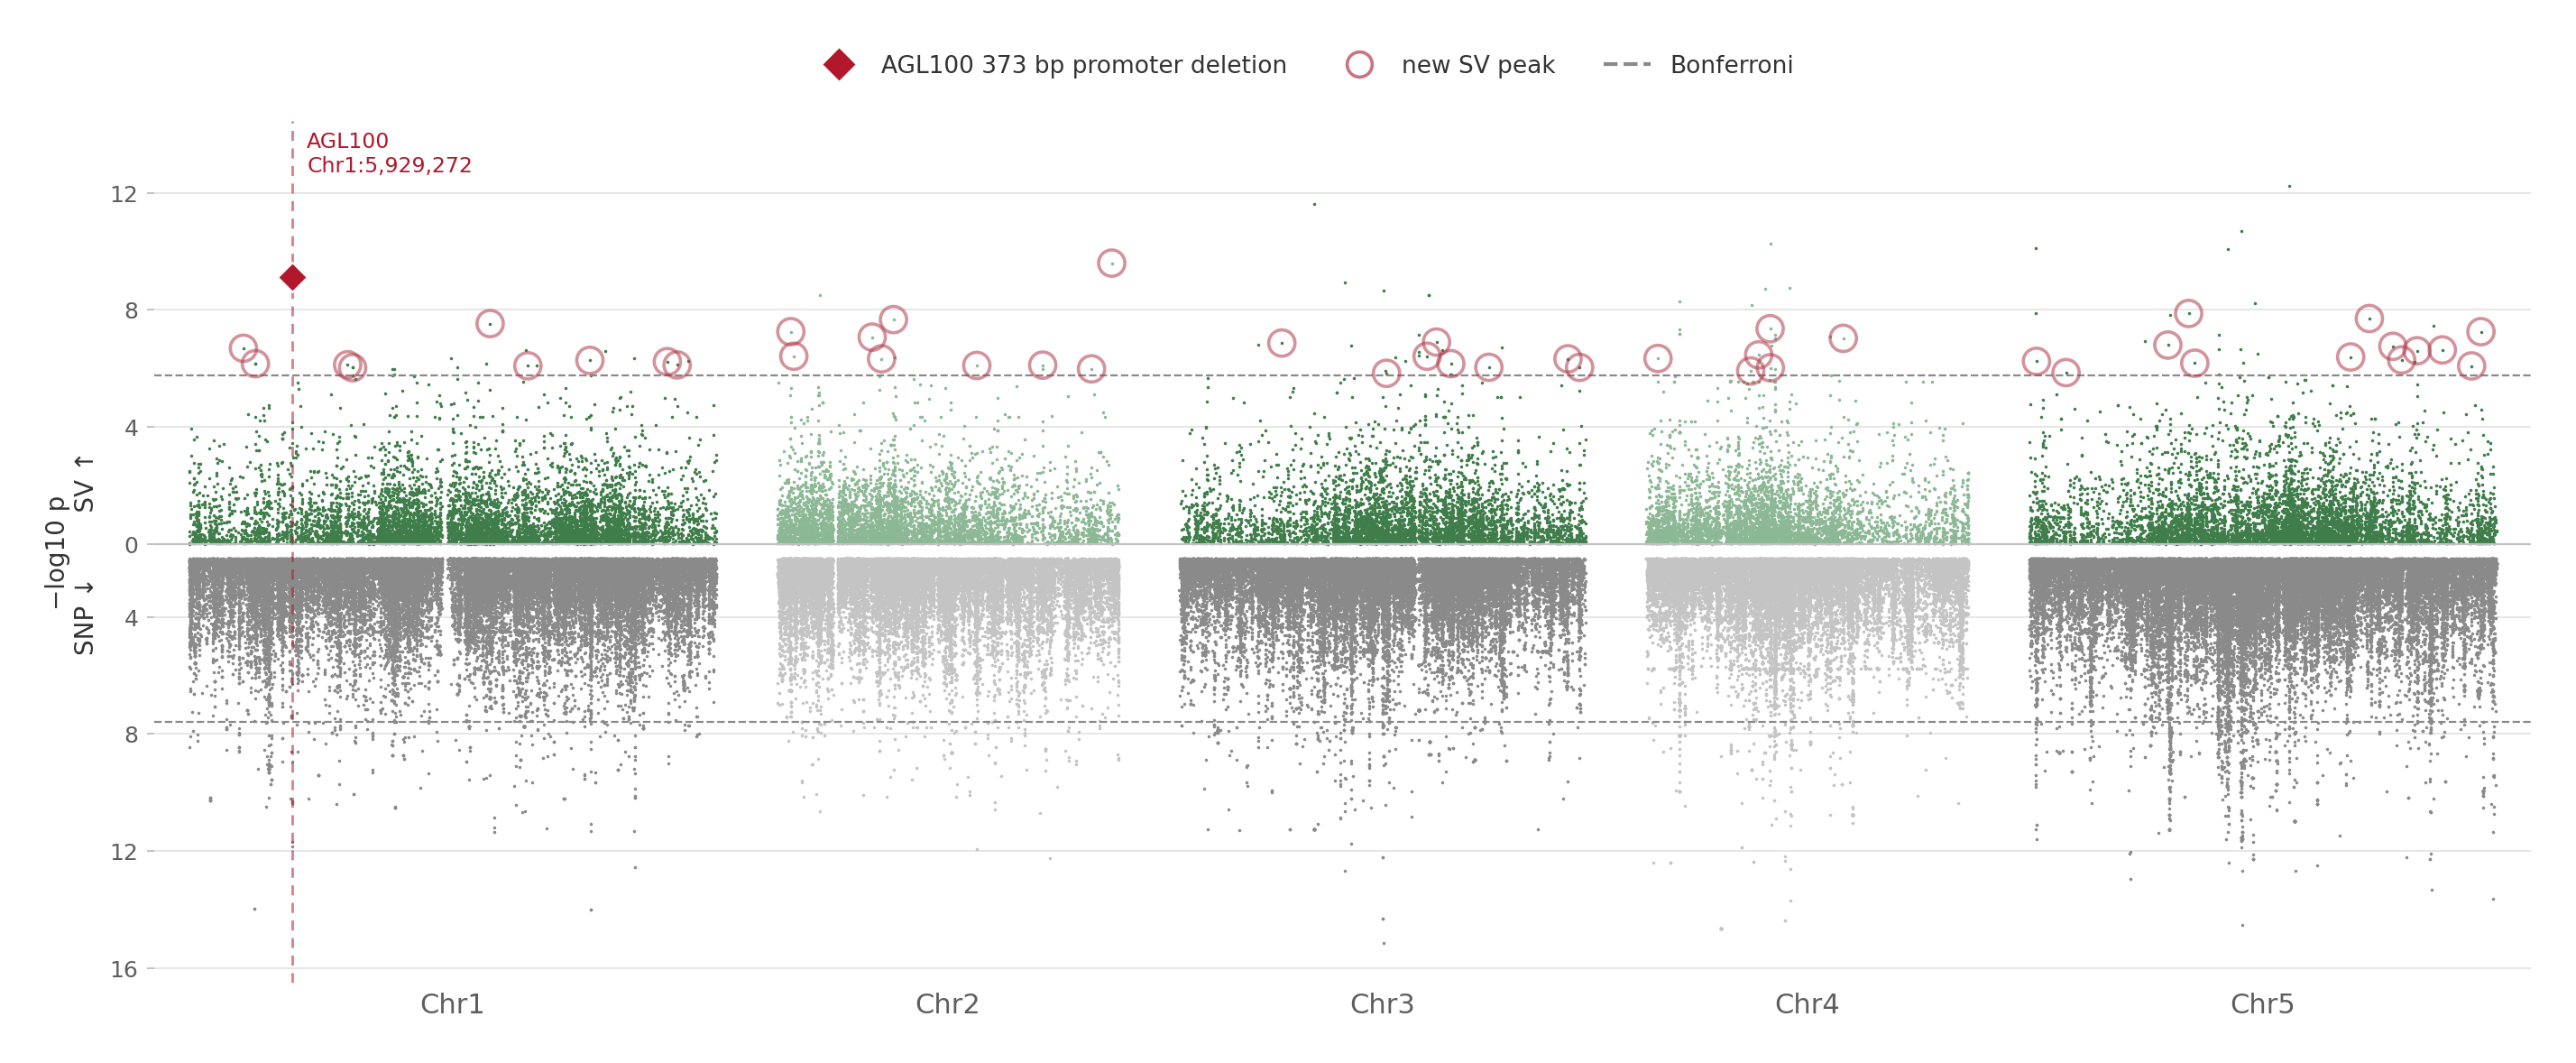 AGL100 373 bp promoter deletion
new SV peak
Bonferroni
AGL100
Chr1:5,929,272
12
8
4
0
4
8
12
16
−log10 p
SNP ↓ SV ↑
Chr1
Chr2
Chr3
Chr4
Chr5